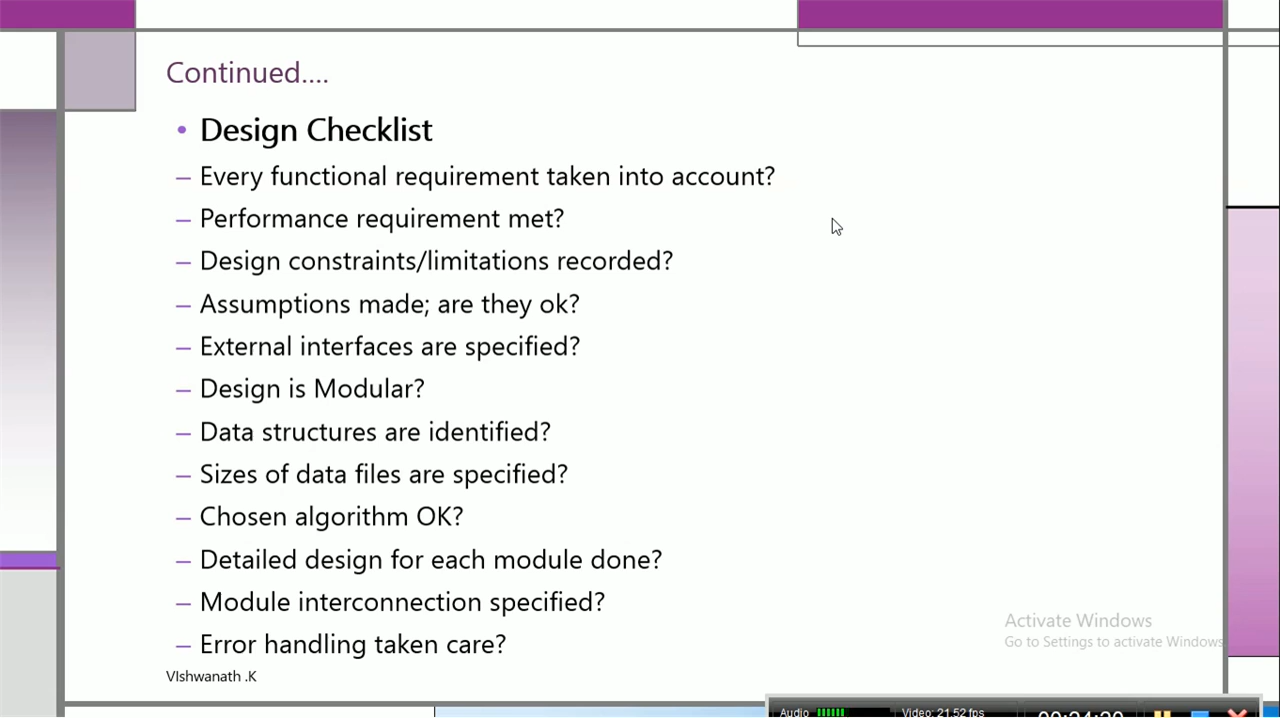 Continued....
• Design Checklist
– Every functional requirement taken into account?
– Performance requirement met?
– Design constraints/limitations recorded?
– Assumptions made; are they ok?
– External interfaces are specified?
– Design is Modular?
– Data structures are identified?
– Sizes of data files are specified?
– Chosen algorithm OK?
– Detailed design for each module done?
– Module interconnection specified?
– Error handling taken care?
VIshwanath .K
Activate Windows
Go to Settings to activate Windows
Audio
Video: 21.52 fps